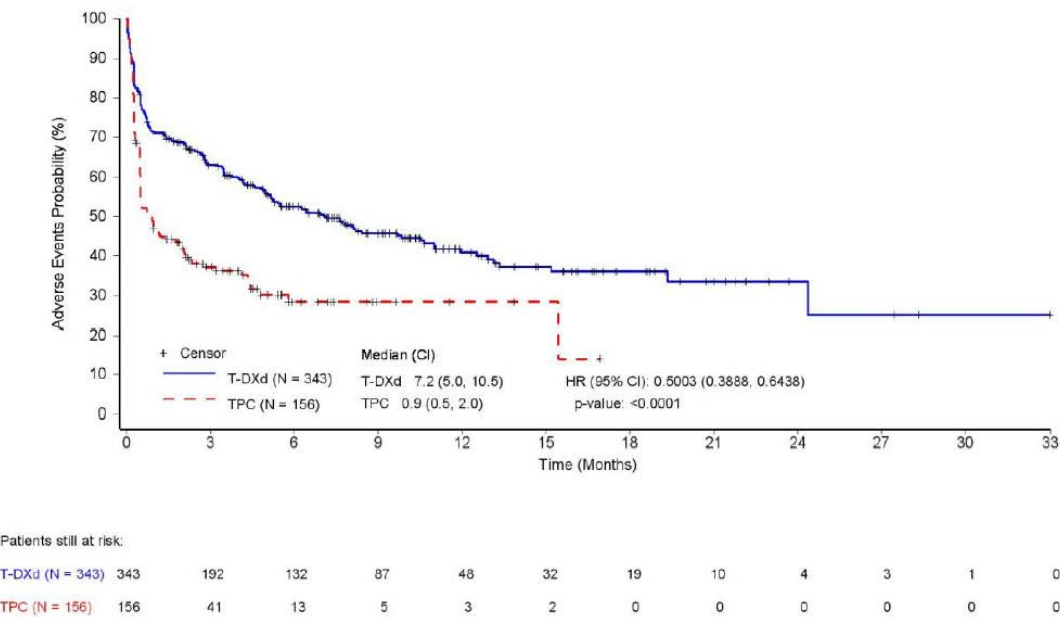 Adverse Events Probability (%)
100
90
80
70
60
50
40
30
20
10
0
+ Censor
T-DXd (N = 343)
TPC (N = 156)
Median (CI)
T-DXd 7.2 (5.0, 10.5)
TPC 0.9 (0.5, 2.0)
HR (95% CI): 0.5003 (0.3888, 0.6438)
p-value: <0.0001
0 3 6 9 12 15 18 21 24 27 30 33
Time (Months)
Patients still at risk:
T-DXd (N = 343) 343 192 132 87 48 32 19 10 4 3 1 0
TPC (N = 156) 156 41 13 5 3 2 0 0 0 0 0 0